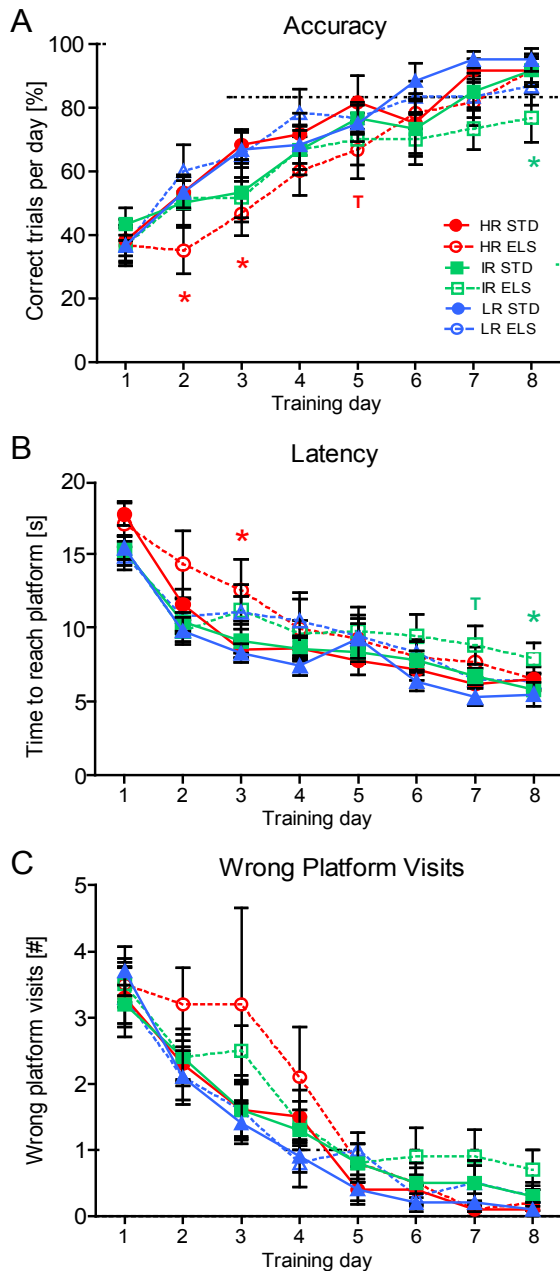 A
Accuracy
Correct trials per day [%]
100
80
60
40
20
0
*
*
T
*
HR STD
HR ELS
IR STD
IR ELS
LR STD
LR ELS
1 2 3 4 5 6 7 8
Training day
B
Latency
Time to reach platform [s]
20
15
10
5
0
*
T
*
1 2 3 4 5 6 7 8
Training day
C
Wrong Platform Visits
Wrong platform visits [#]
5
4
3
2
1
0
1 2 3 4 5 6 7 8
Training day